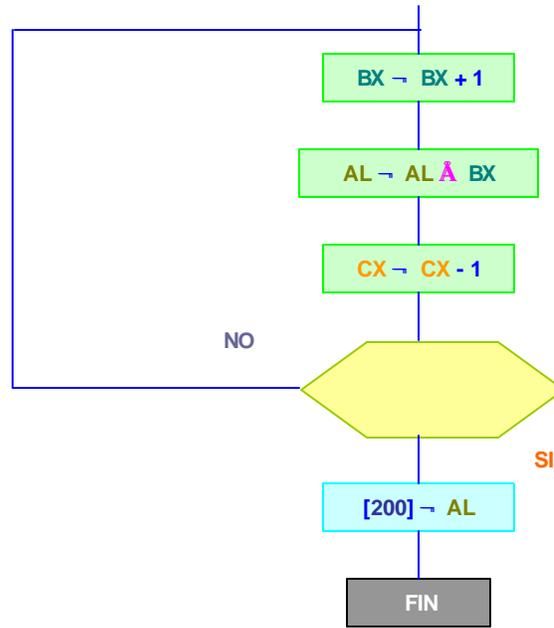 BX ¬ BX + 1
AL ¬ AL Å BX
CX ¬ CX - 1
NO
SI
[200] ¬ AL
FIN